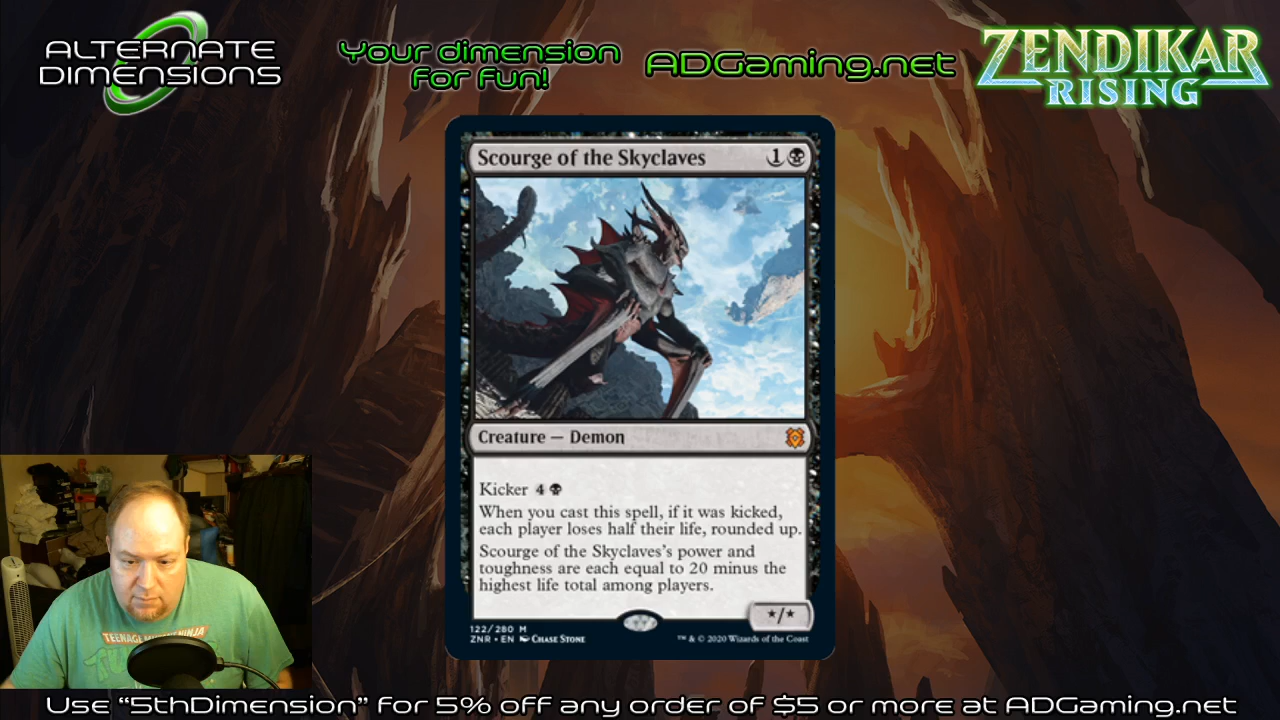 ALTERNATE
DIMENSIONS
Your dimension
for fun!
ADGaming.net
ZENDIKAR
RISING
Scourge of the Skyclaves 1
Creature — Demon
Kicker 4
When you cast this spell, if it was kicked,
each player loses half their life, rounded up.
Scourge of the Skyclaves's power and
toughness are each equal to 20 minus the
highest life total among players.
★/★
122/280 M
ZNR • EN CHASE STONE
™ & © 2020 Wizards of the Coast
TEENAGE MUTANT NINJA
Use “5thDimension” for 5% off any order of $5 or more at ADGaming.net